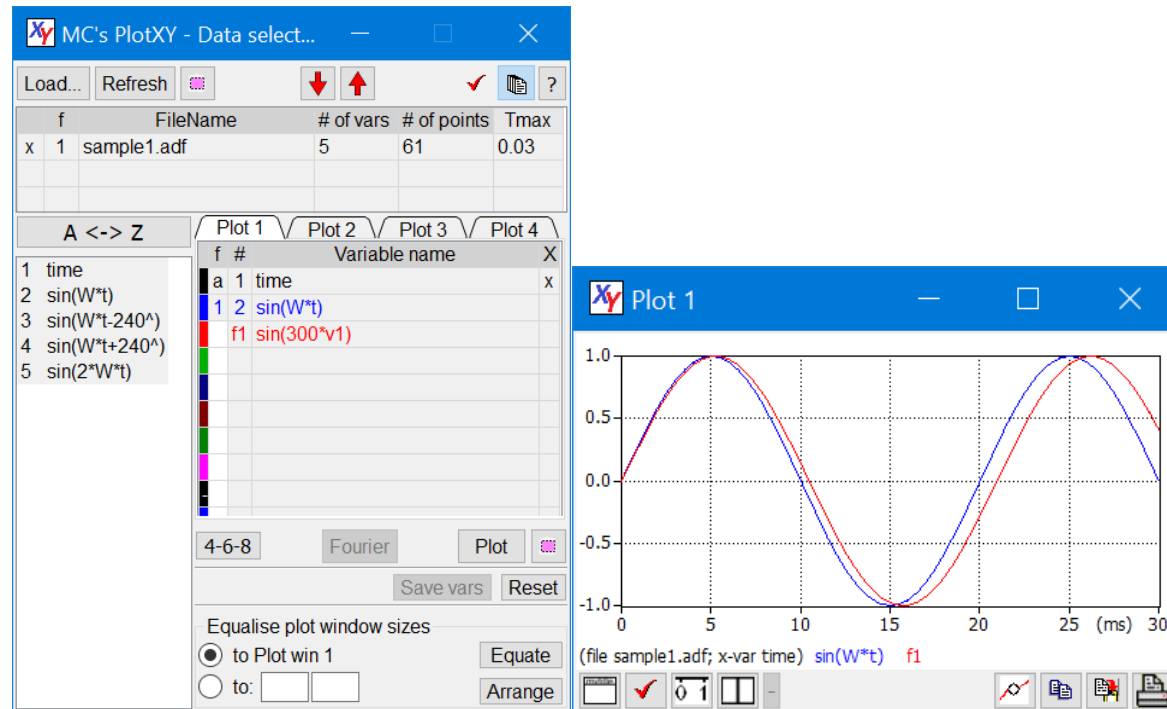 MC's PlotXY - Data select...
Load... Refresh ?
f FileName # of vars # of points Tmax
x 1 sample1.adf 5 61 0.03
A <-> Z
Plot 1 Plot 2 Plot 3 Plot 4
f # Variable name X
1 time
2 sin(W*t)
3 sin(W*t-240^)
4 sin(W*t+240^)
5 sin(2*W*t)
a 1 time x
1 2 sin(W*t)
f1 sin(300*v1)
4-6-8 Fourier Plot
Save vars Reset
Equalise plot window sizes
to Plot win 1 Equate
to: Arrange
Xy Plot 1
1.0
0.5
0.0
-0.5
-1.0
0 5 10 15 20 25 (ms) 30
(file sample1.adf; x-var time) sin(W*t) f1
0 1